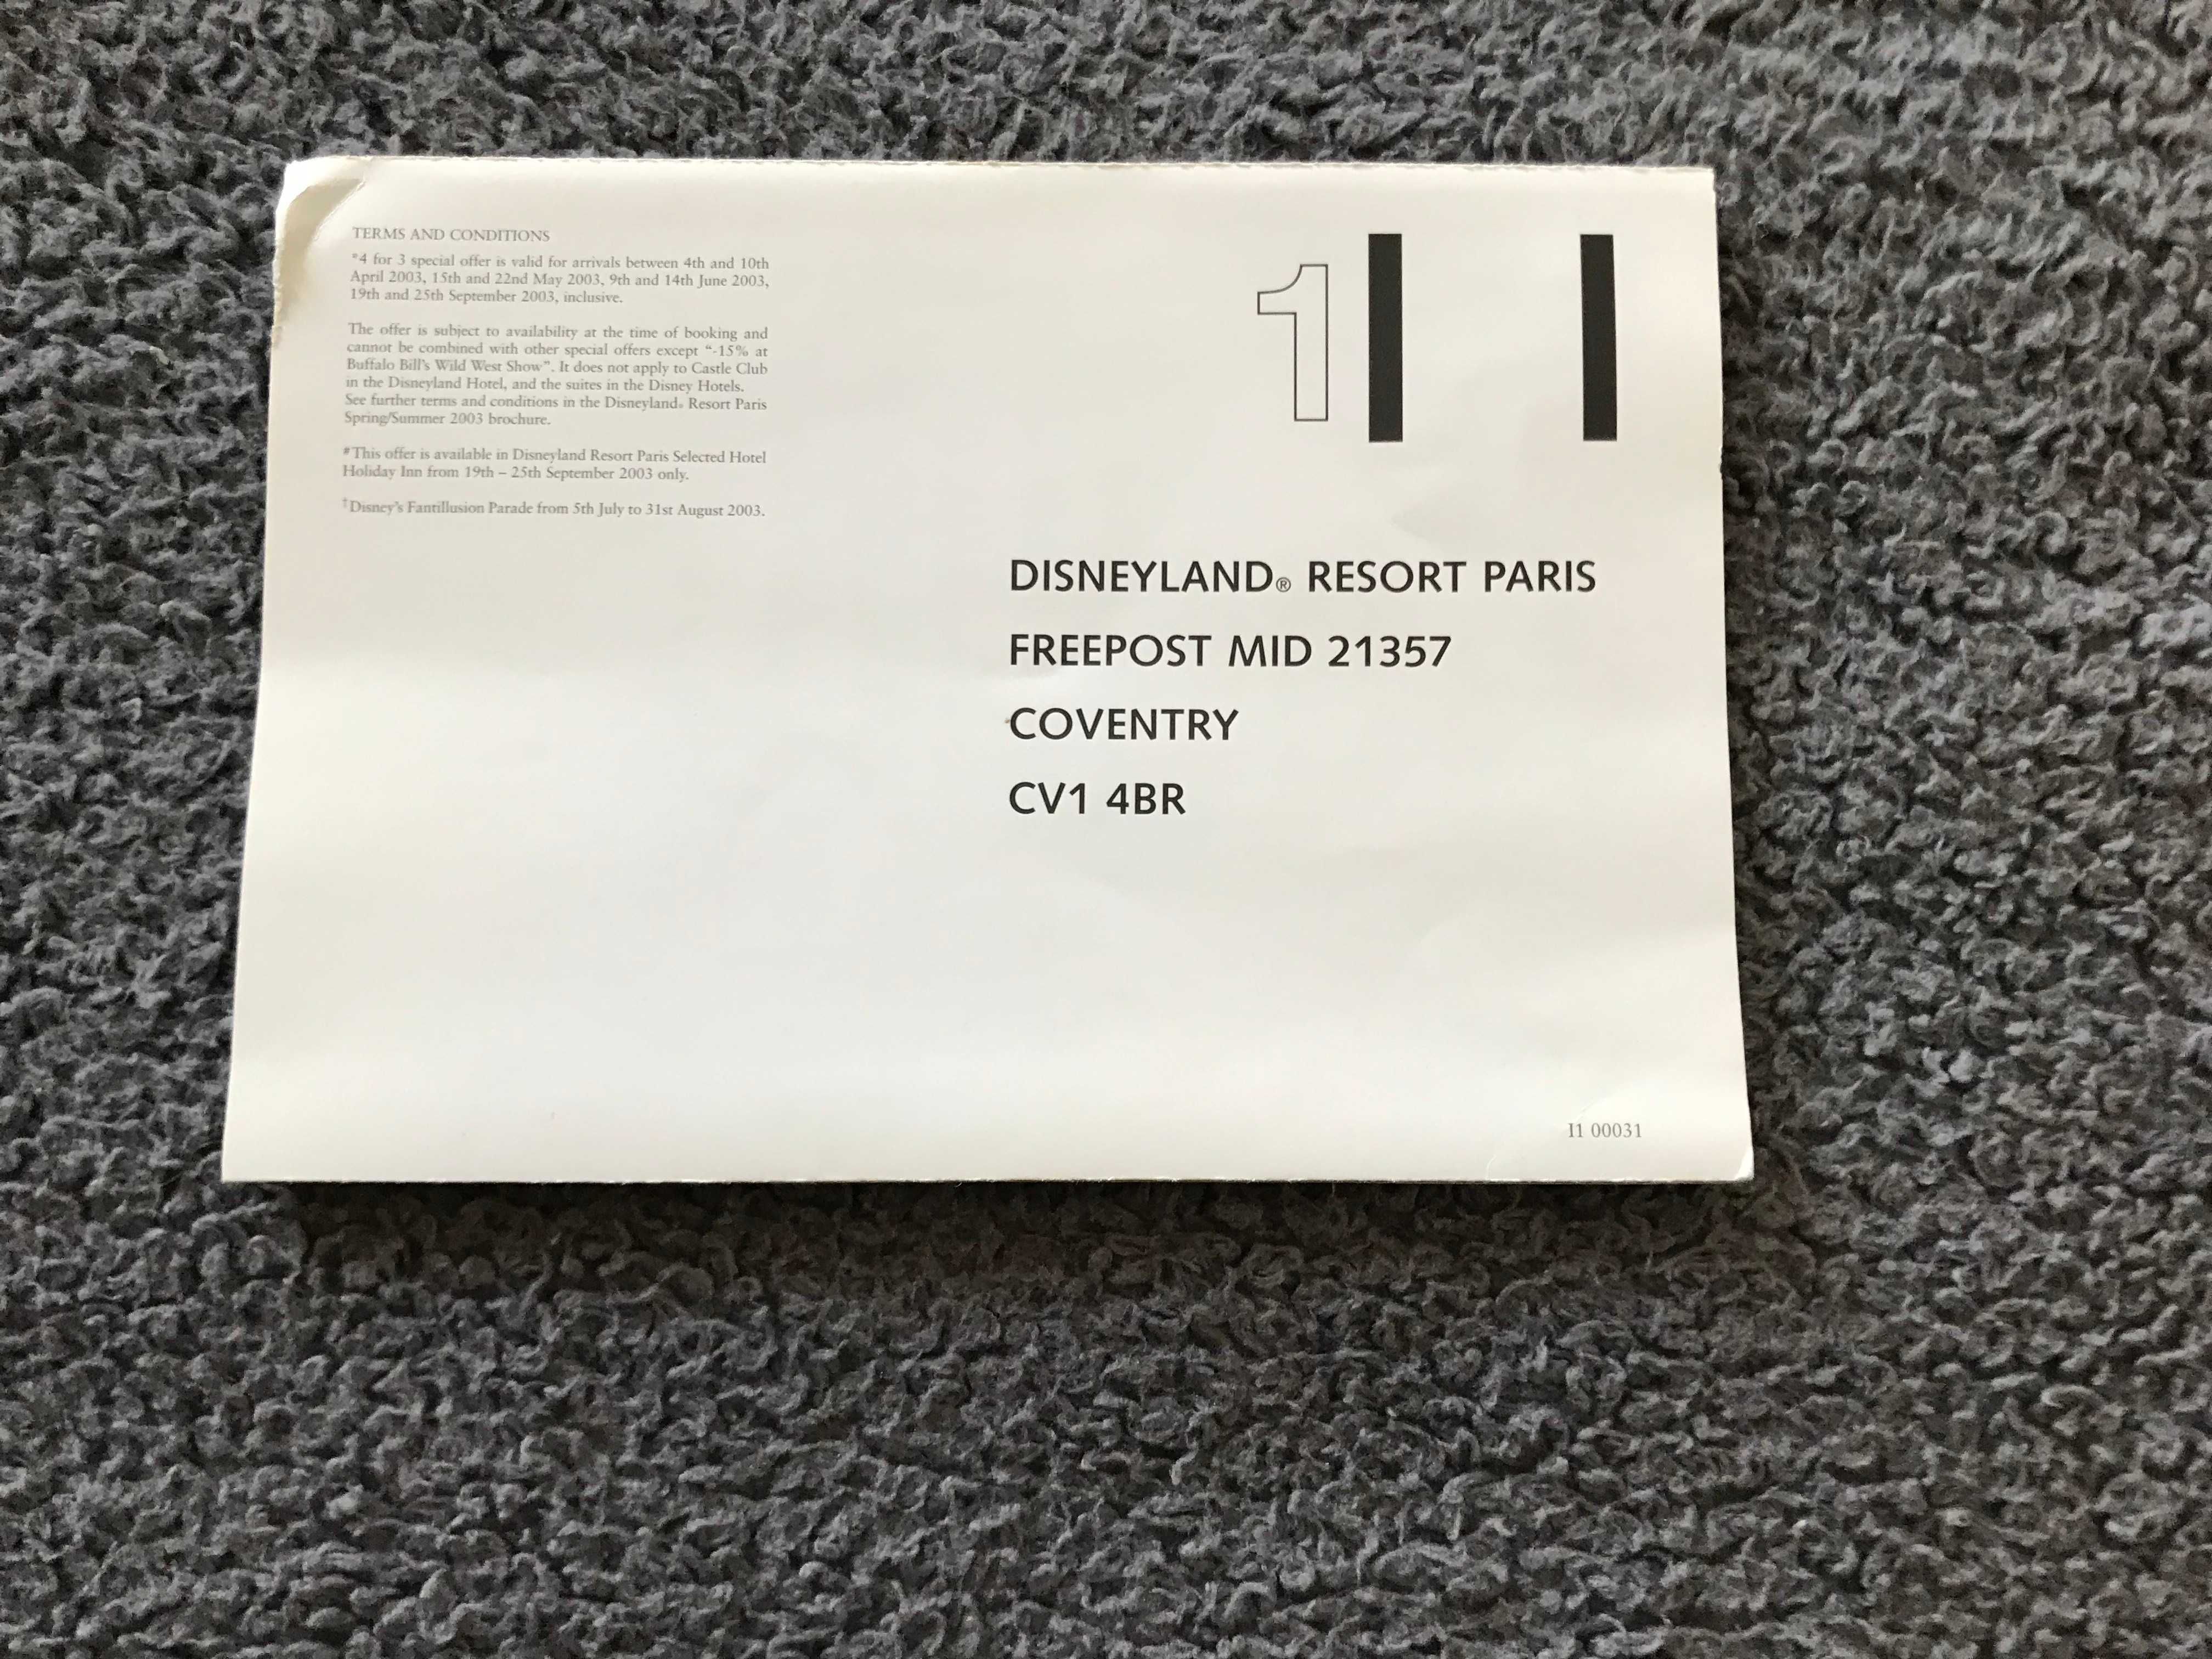 TERMS AND CONDITIONS
*4 for 3 special offer is valid for arrivals between 4th and 10th
April 2003, 15th and 22nd May 2003, 9th and 14th June 2003,
19th and 25th September 2003, inclusive.
The offer is subject to availability at the time of booking and
cannot be combined with other special offers except “-15% at
Buffalo Bill's Wild West Show”. It does not apply to Castle Club
in the Disneyland Hotel, and the suites in the Disney Hotels.
See further terms and conditions in the Disneyland® Resort Paris
Spring/Summer 2003 brochure.
#This offer is available in Disneyland Resort Paris Selected Hotel
Holiday Inn from 19th – 25th September 2003 only.
†Disney's Fantillusion Parade from 5th July to 31st August 2003.
1
DISNEYLAND® RESORT PARIS
FREEPOST MID 21357
COVENTRY
CV1 4BR
I1 00031